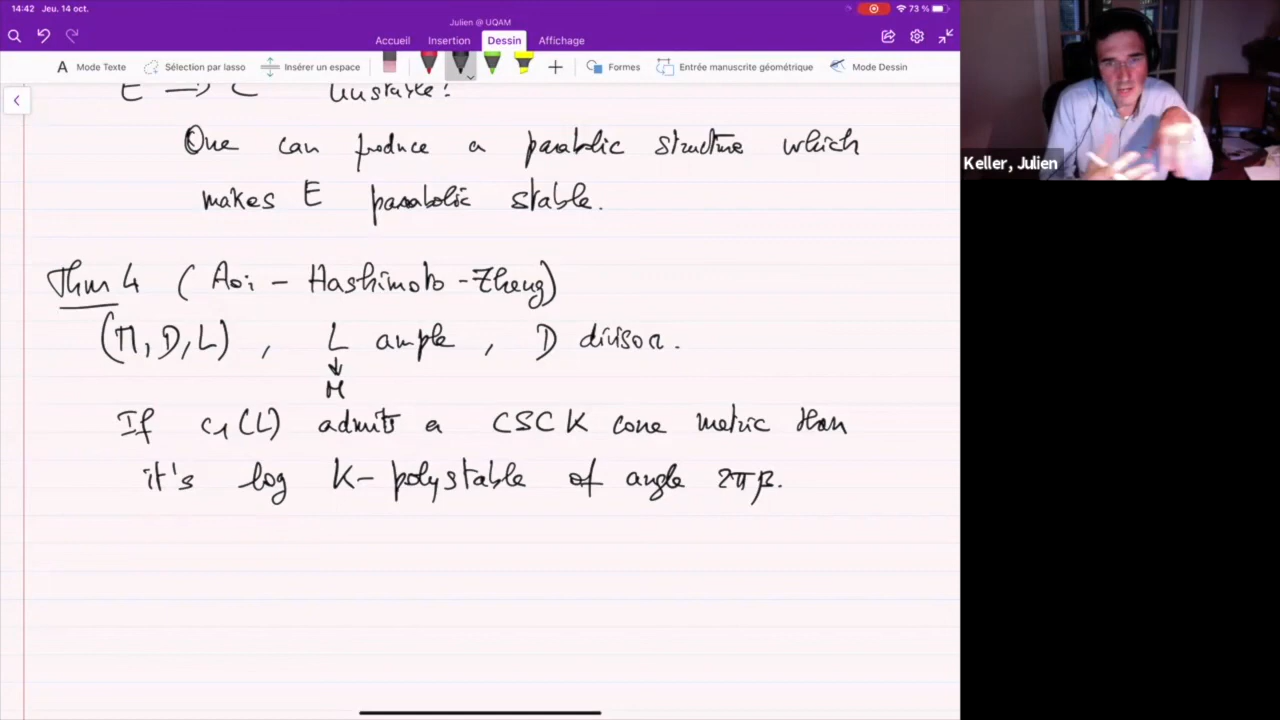 14:42 Jeu. 14 oct.
73 %
Julien @ UQAM
Accueil Insertion Dessin Affichage
Mode Texte Sélection par lasso Insérer un espace Formes Entrée manuscrite géométrique Mode Dessin
E → C unstable!
One can produce a parabolic structure which
makes E parabolic stable.
Thm 4 (Aoi - Hashimoto - Zheng)
(M, D, L) , L ample , D divisor.
↓
M
If c1(L) admits a CSCK cone metric then
it's log K-polystable of angle 2πβ.
Keller, Julien